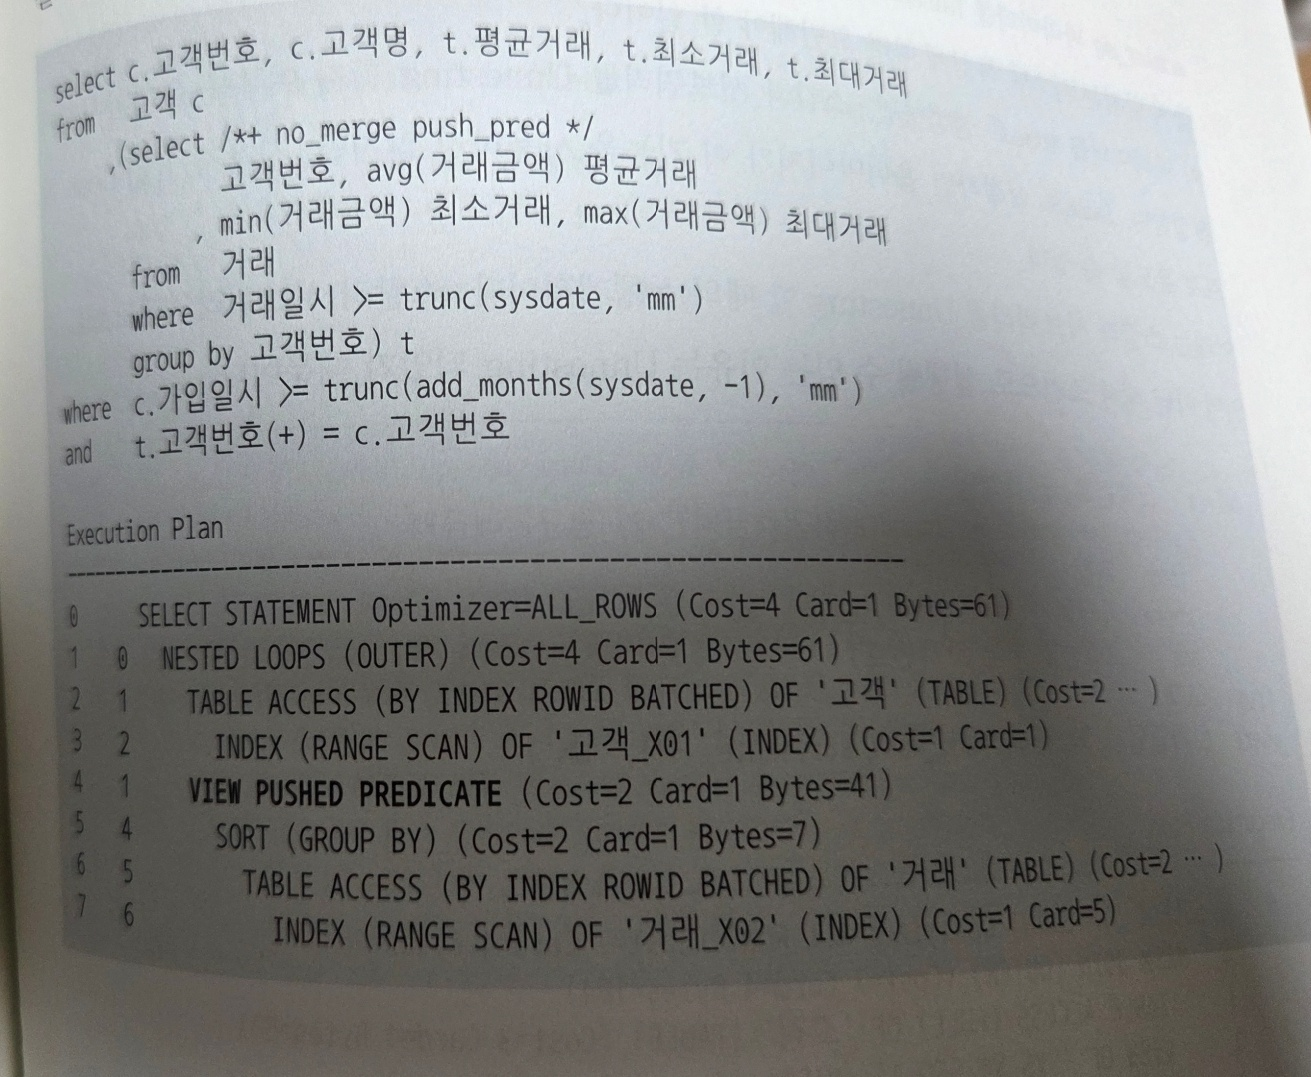 select c.고객번호, c.고객명, t.평균거래, t.최소거래, t.최대거래
from 고객 c
,(select /*+ no_merge push_pred */
고객번호, avg(거래금액) 평균거래
, min(거래금액) 최소거래, max(거래금액) 최대거래
from 거래
where 거래일시 >= trunc(sysdate, 'mm')
group by 고객번호) t
where c.가입일시 >= trunc(add_months(sysdate, -1), 'mm')
and t.고객번호(+) = c.고객번호
Execution Plan
--------------------------------------------------------------------------------
0 SELECT STATEMENT Optimizer=ALL_ROWS (Cost=4 Card=1 Bytes=61)
1 0 NESTED LOOPS (OUTER) (Cost=4 Card=1 Bytes=61)
2 1 TABLE ACCESS (BY INDEX ROWID BATCHED) OF '고객' (TABLE) (Cost=2 … )
3 2 INDEX (RANGE SCAN) OF '고객_X01' (INDEX) (Cost=1 Card=1)
4 1 VIEW PUSHED PREDICATE (Cost=2 Card=1 Bytes=41)
5 4 SORT (GROUP BY) (Cost=2 Card=1 Bytes=7)
6 5 TABLE ACCESS (BY INDEX ROWID BATCHED) OF '거래' (TABLE) (Cost=2 … )
7 6 INDEX (RANGE SCAN) OF '거래_X02' (INDEX) (Cost=1 Card=5)